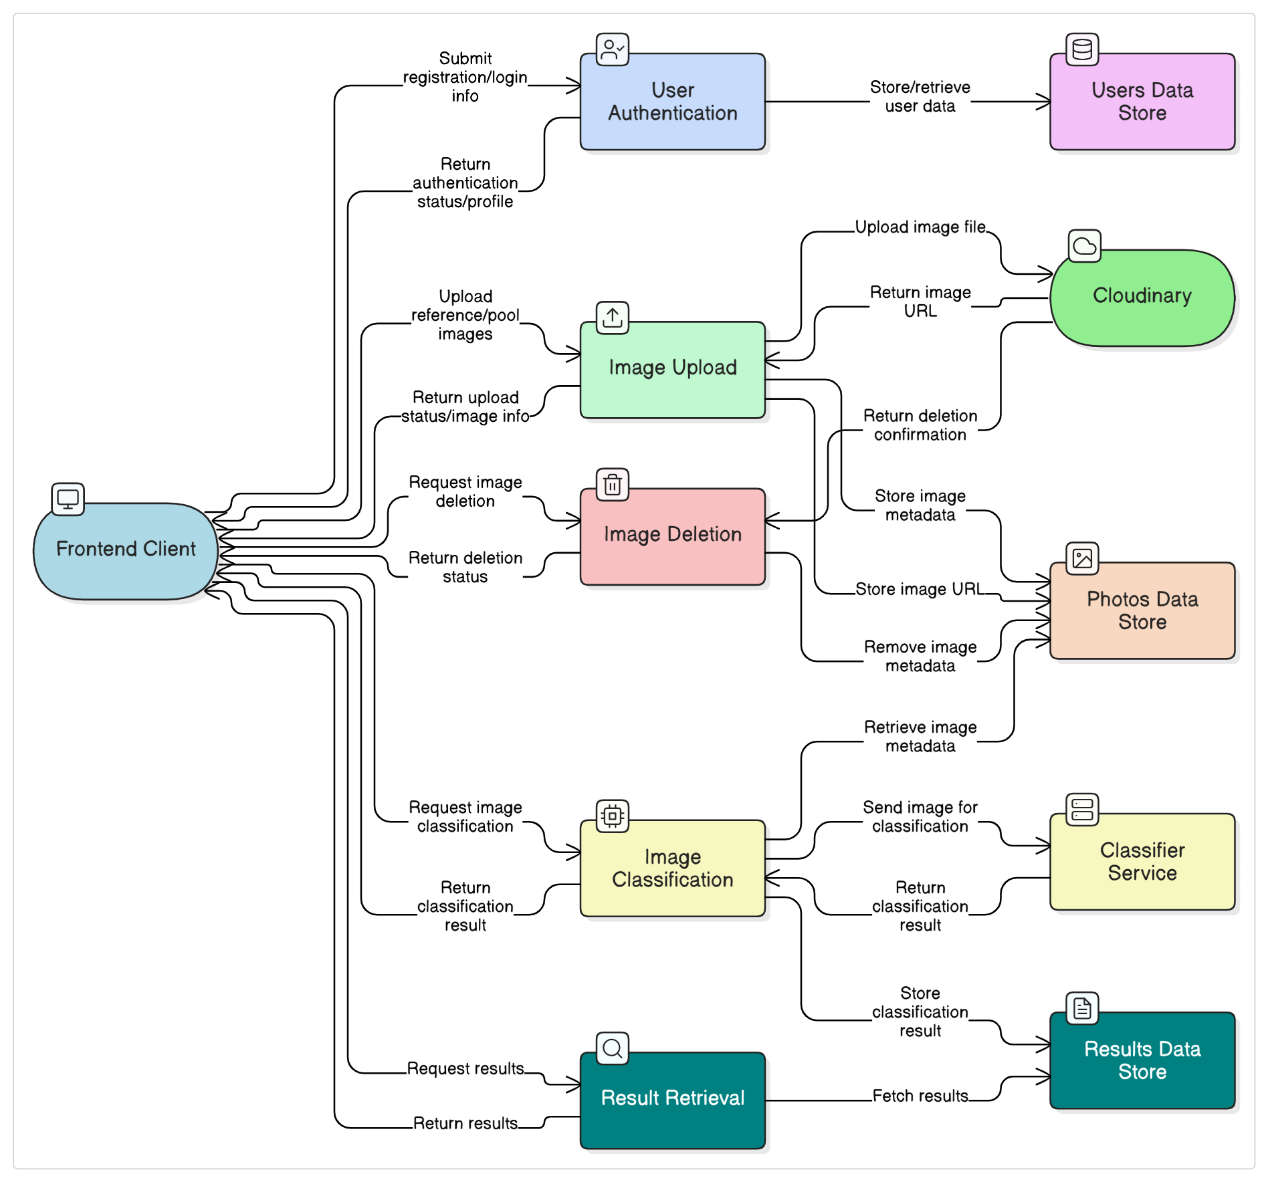 Submit
registration/login
info
User
Authentication
Store/retrieve
user data
Users Data
Store
Return
authentication
status/profile
Upload image file
Cloudinary
Return image
URL
Upload
reference/pool
images
Image Upload
Return upload
status/image info
Return deletion
confirmation
Request image
deletion
Store image
metadata
Image Deletion
Frontend Client
Return deletion
status
Store image URL
Photos Data
Store
Remove image
metadata
Retrieve image
metadata
Request image
classification
Send image for
classification
Image
Classification
Classifier
Service
Return
classification
result
Return
classification
result
Store
classification
result
Results Data
Store
Request results
Result Retrieval
Fetch results
Return results